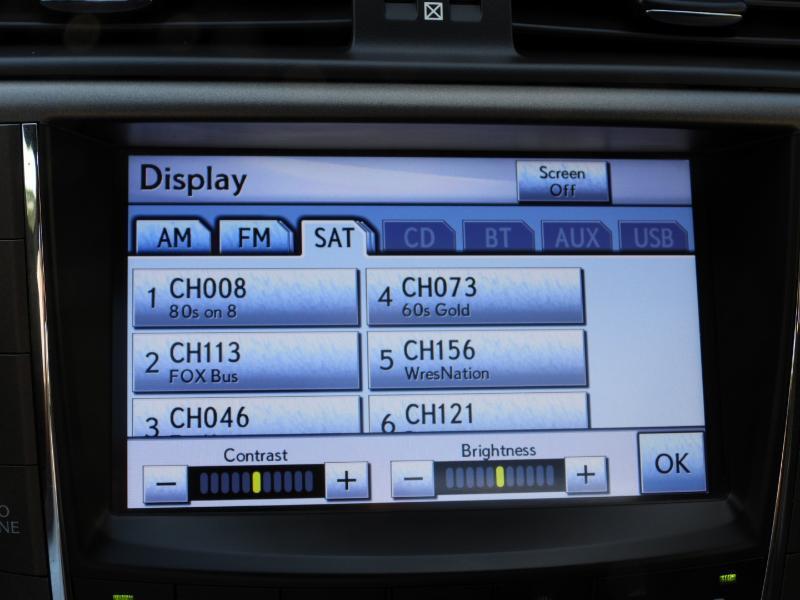 Display
Screen
Off
AM FM SAT CD BT AUX USB
1 CH008
80s on 8
4 CH073
60s Gold
2 CH113
FOX Bus
5 CH156
WresNation
3 CH046
6 CH121
Contrast
Brightness
- +
- +
OK